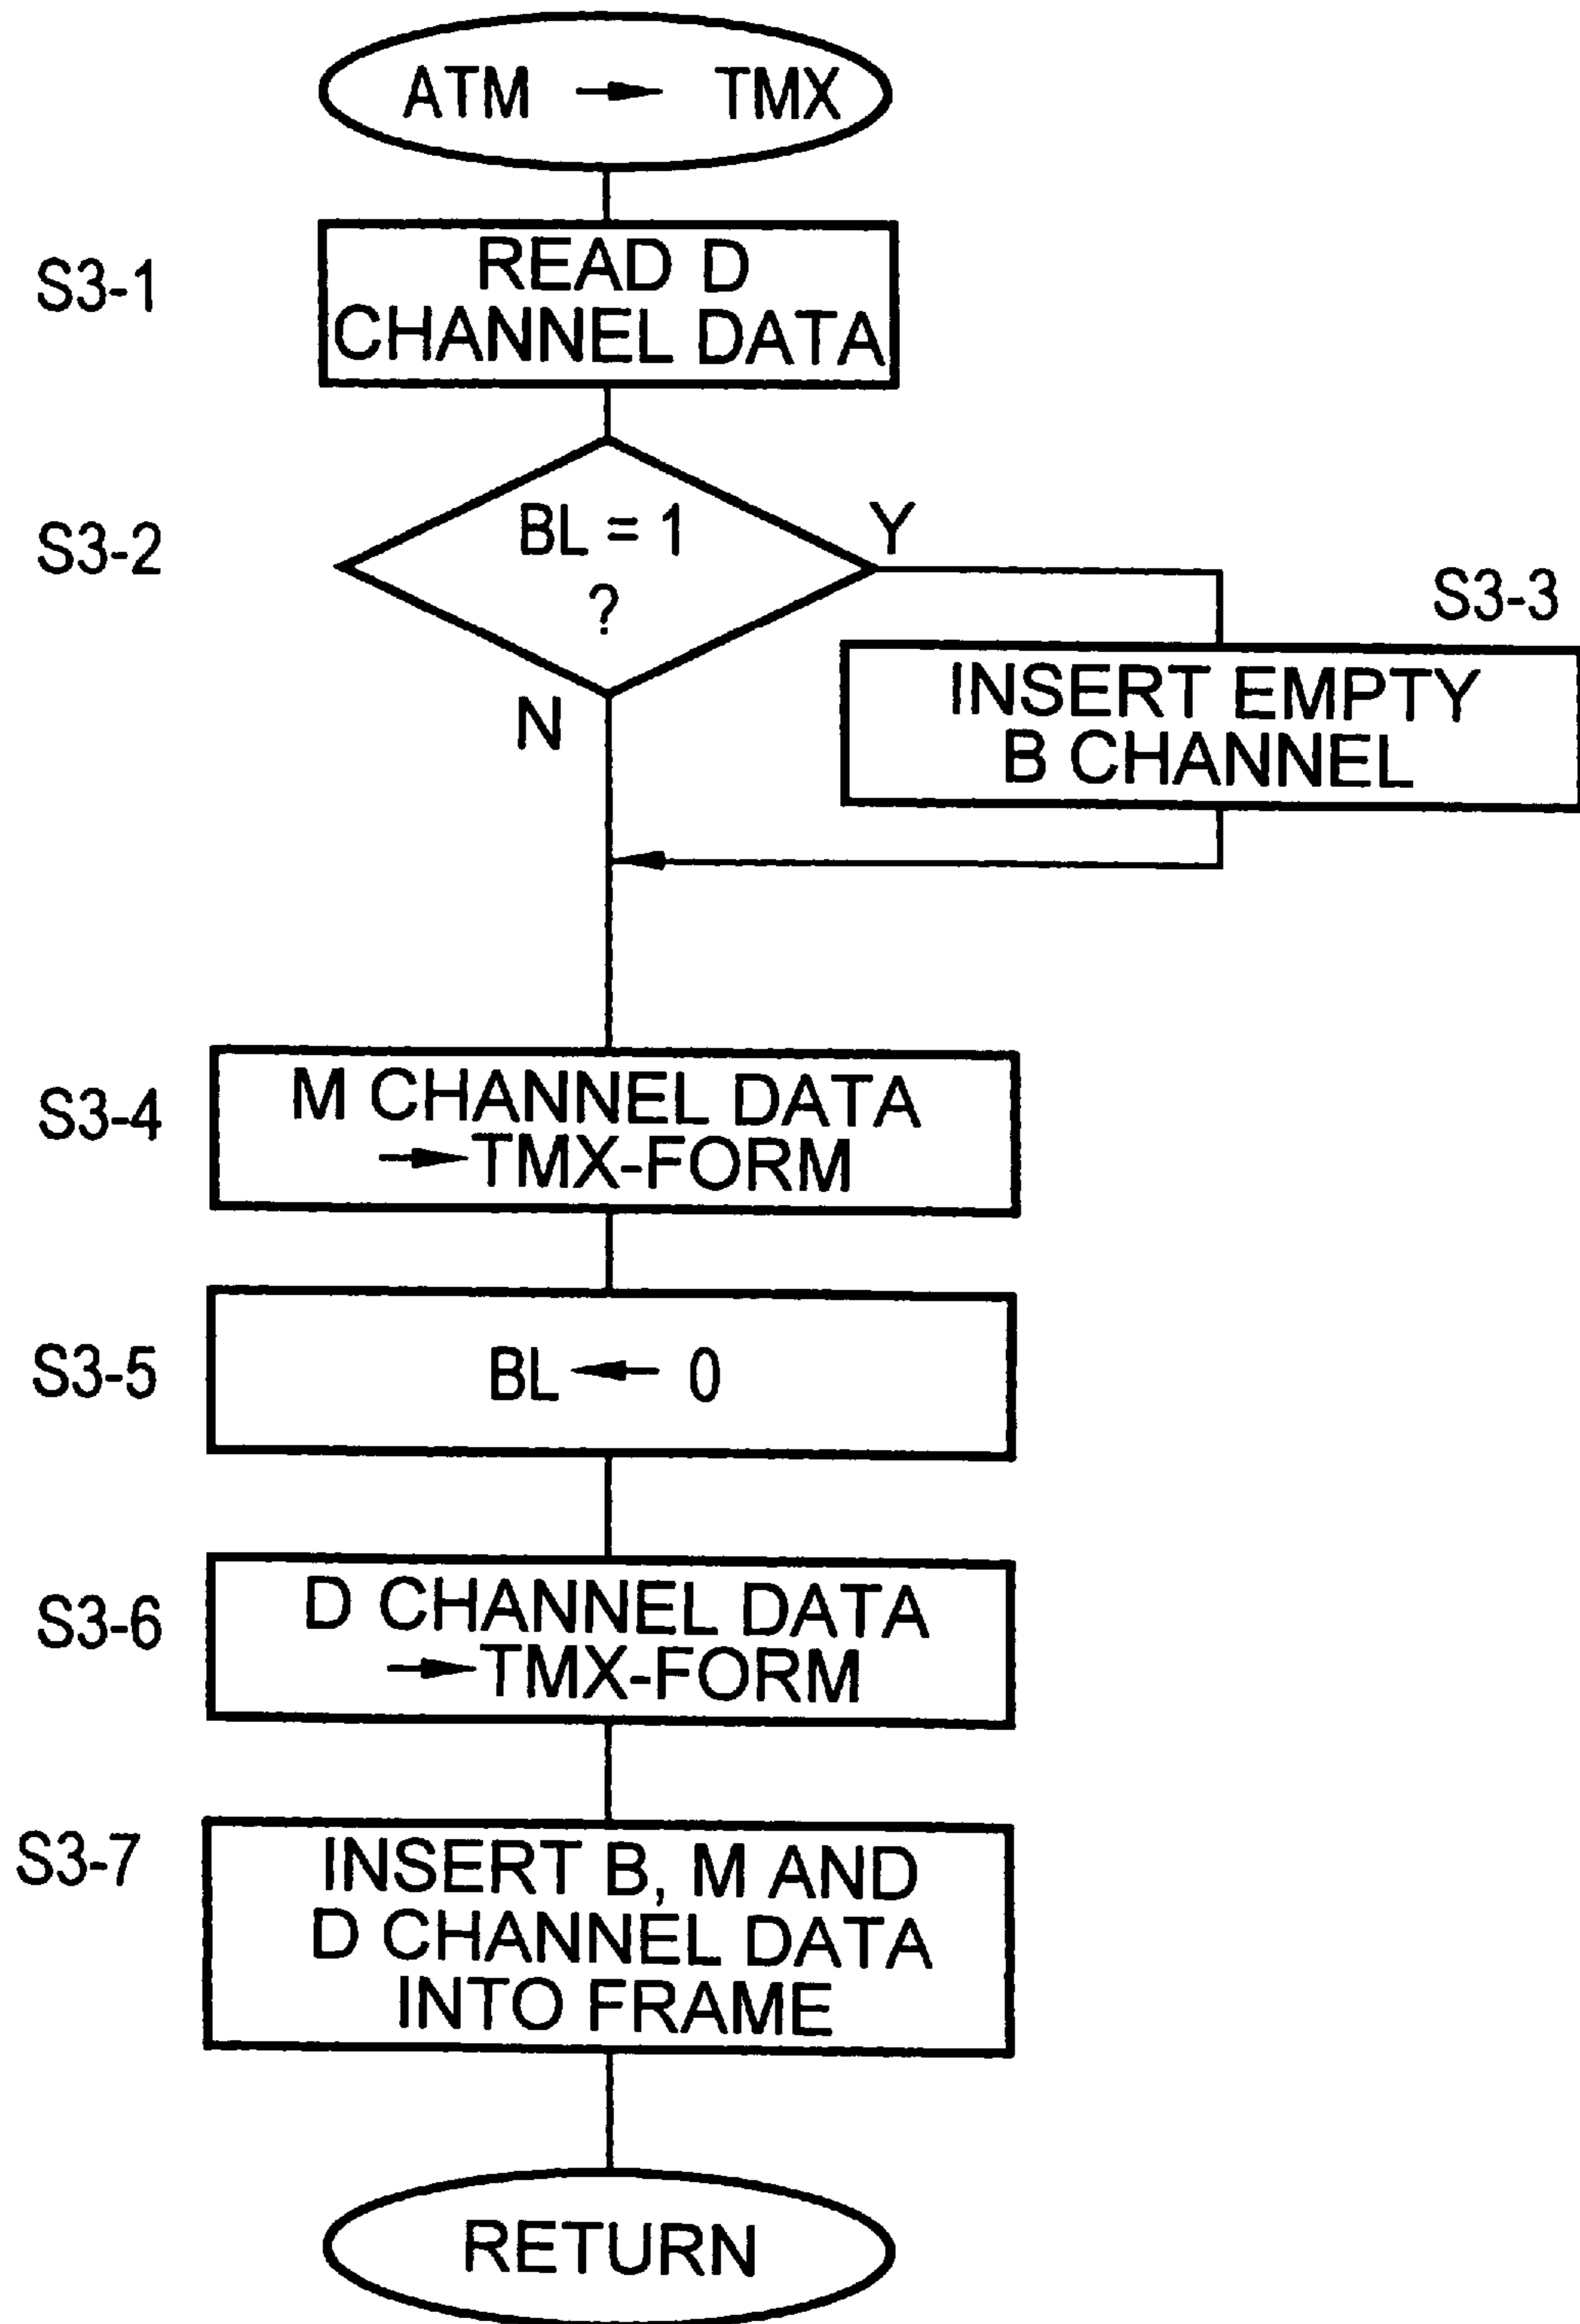 ATM → TMX
S3-1
READ D
CHANNEL DATA
S3-2
BL = 1
?
Y
N
S3-3
INSERT EMPTY
B CHANNEL
S3-4
M CHANNEL DATA
→ TMX-FORM
S3-5
BL ← 0
S3-6
D CHANNEL DATA
→ TMX-FORM
S3-7
INSERT B, M AND
D CHANNEL DATA
INTO FRAME
RETURN